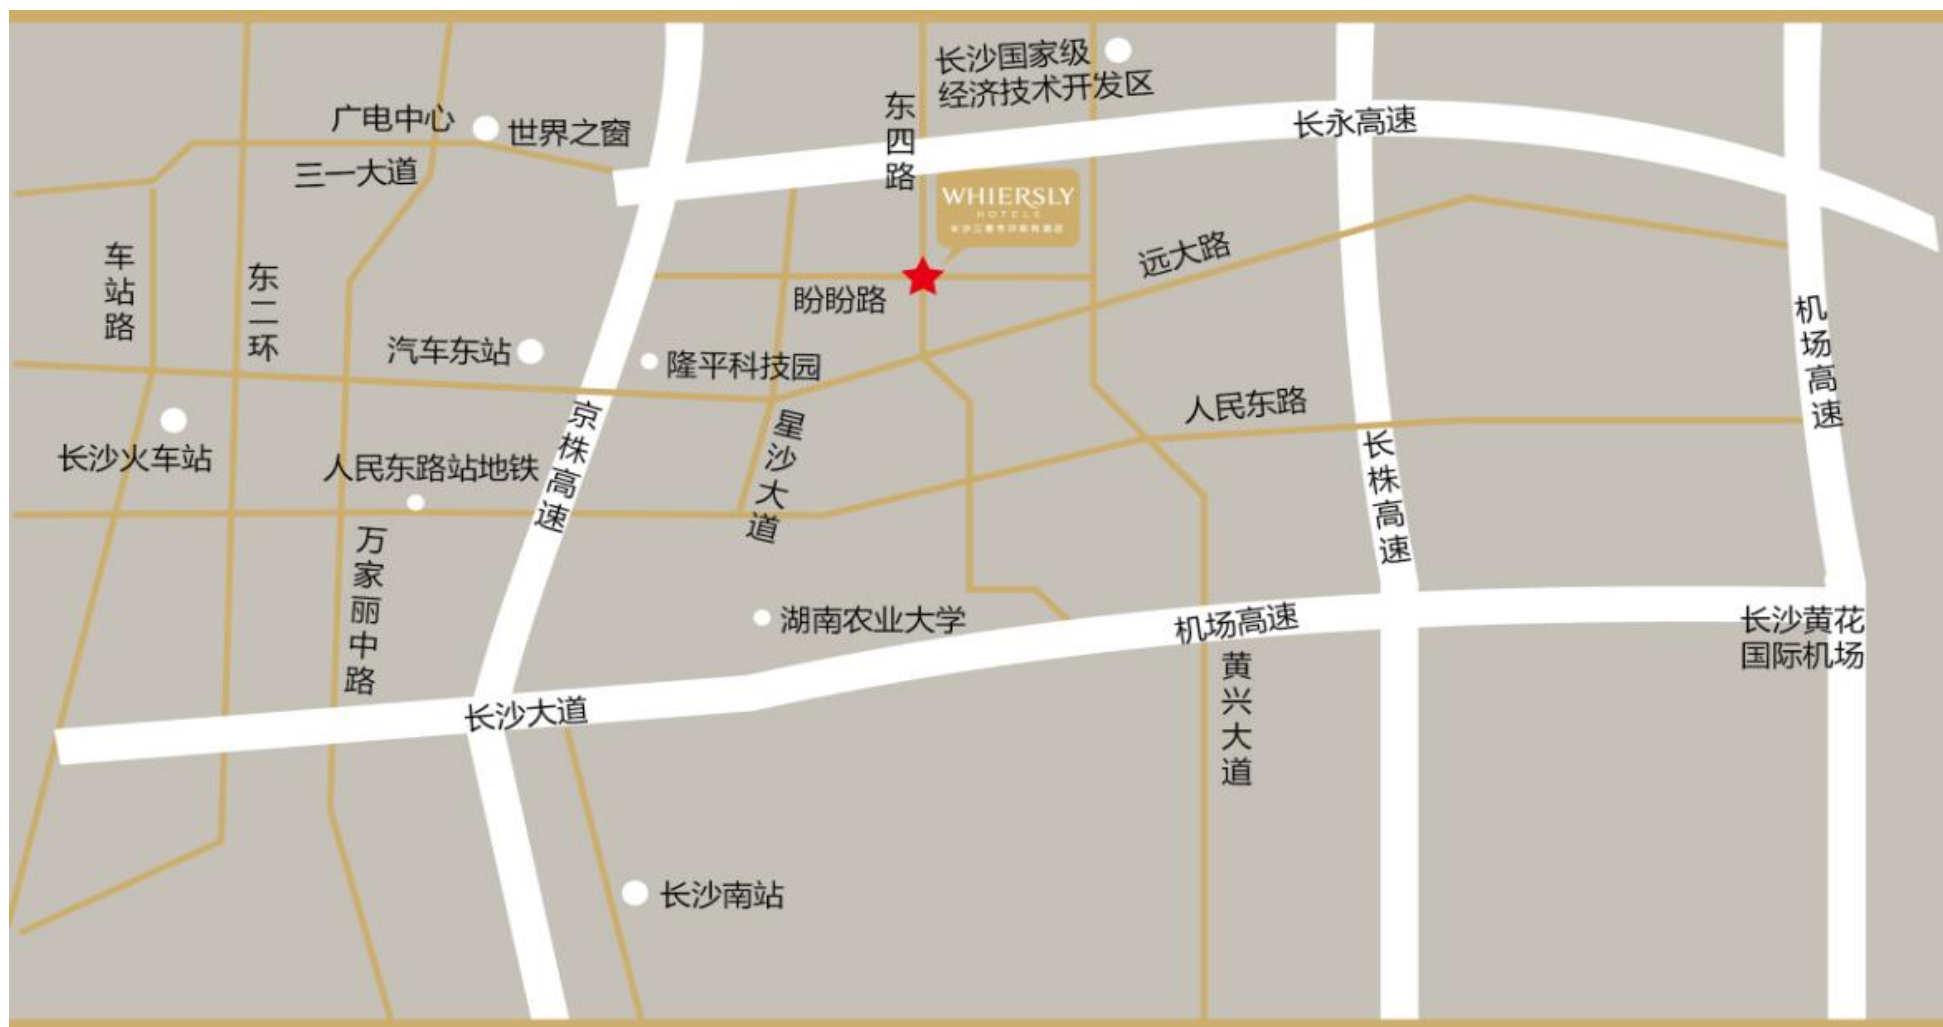 长沙国家级
经济技术开发区
东四路
广电中心
世界之窗
长永高速
三一大道
WHIERSLY
HOTELS
车站路
东二环
远大路
盼盼路
机场高速
汽车东站
隆平科技园
人民东路
京株高速
星沙大道
长沙火车站
人民东路站地铁
长株高速
万家丽中路
湖南农业大学
机场高速
长沙黄花
国际机场
黄兴大道
长沙大道
长沙南站